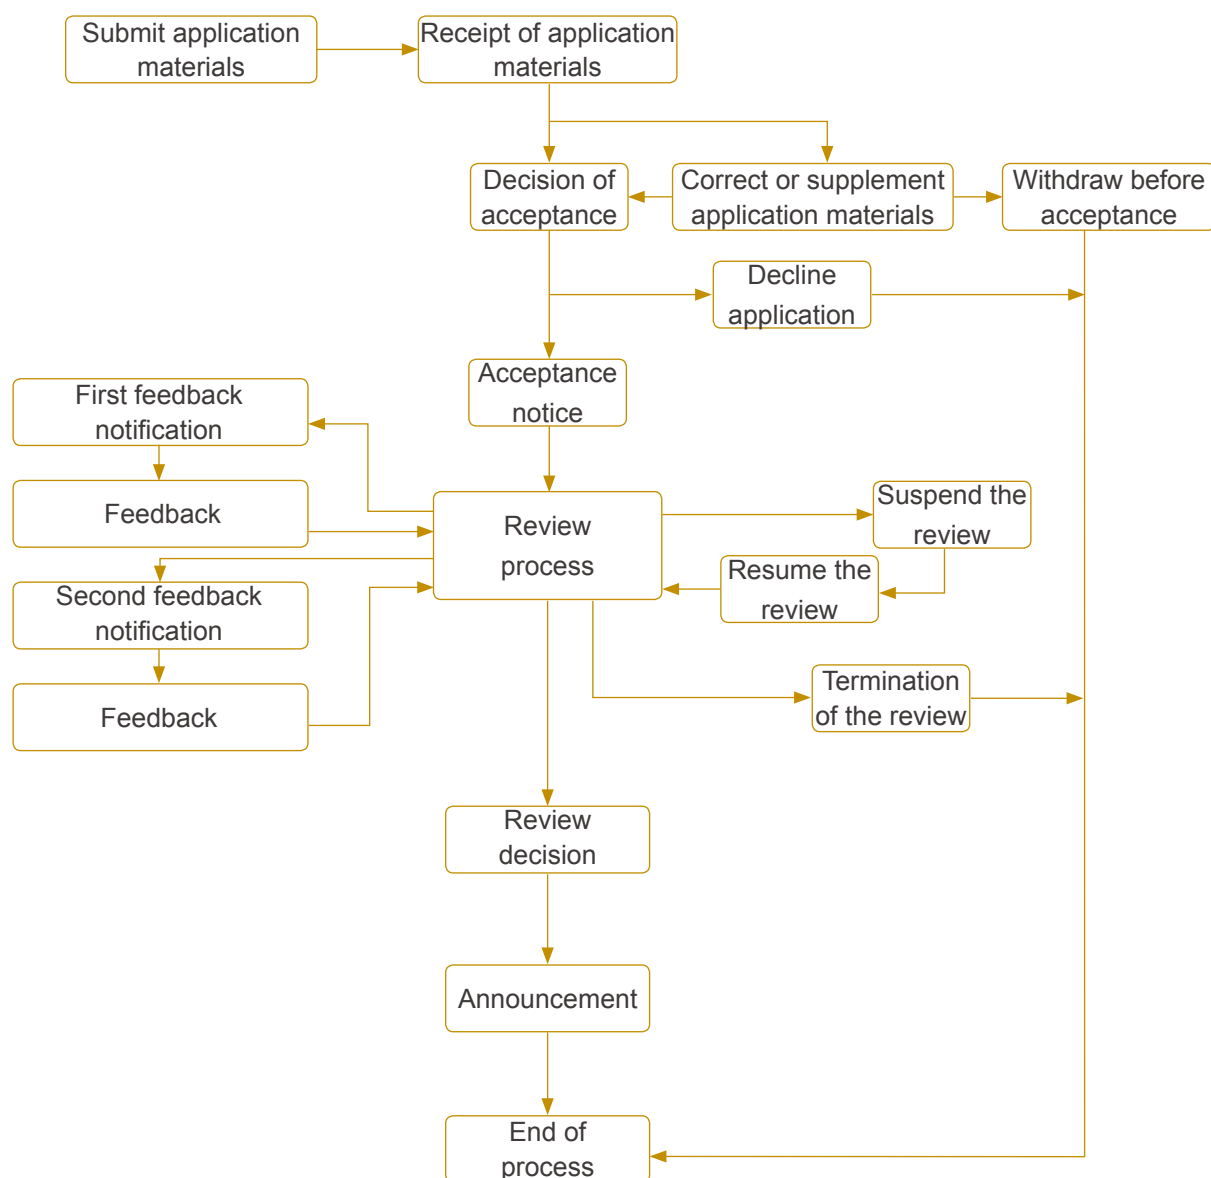 Submit application
materials
Receipt of application
materials
Decision of
acceptance
Correct or supplement
application materials
Withdraw before
acceptance
Decline
application
Acceptance
notice
First feedback
notification
Feedback
Review
process
Suspend the
review
Resume the
review
Second feedback
notification
Feedback
Termination
of the review
Review
decision
Announcement
End of
process